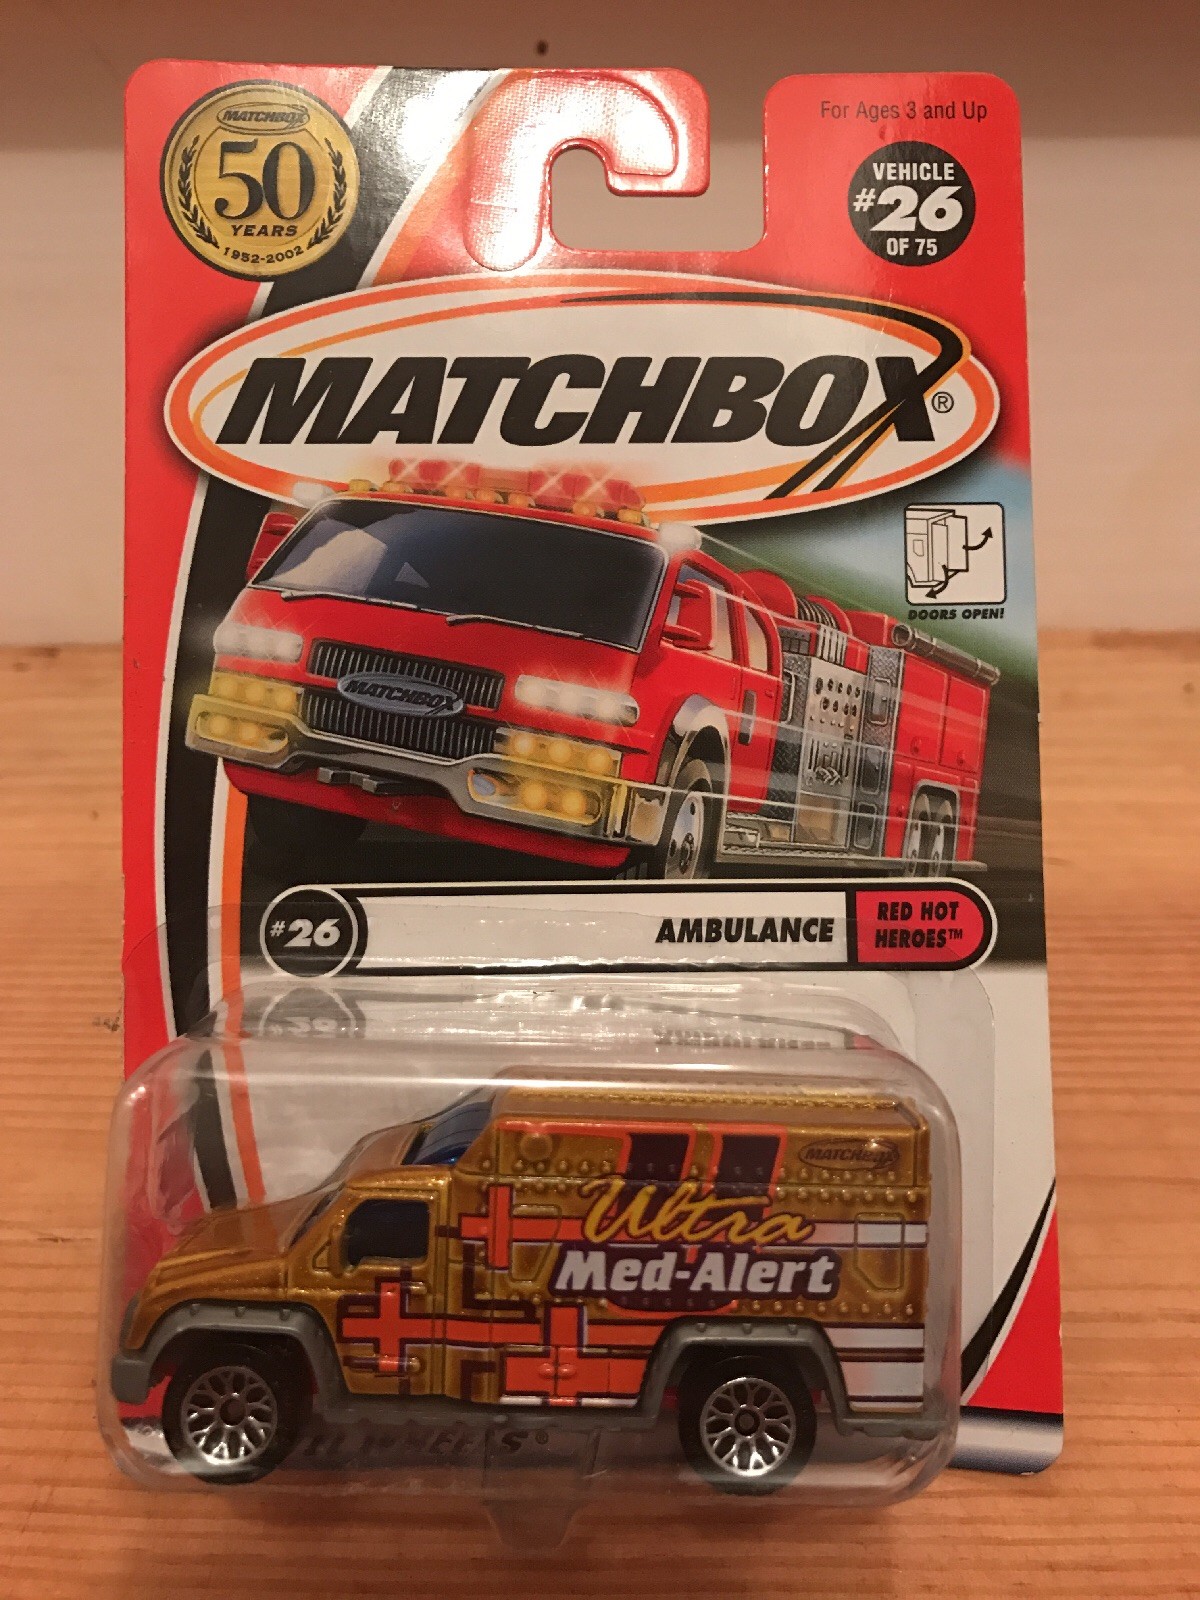 MATCHBOX
50
YEARS
1952-2002
For Ages 3 and Up
VEHICLE
#26
OF 75
MATCHBOX®
DOORS OPEN!
MATCHBOX
#26
AMBULANCE
RED HOT
HEROES™
MATCHBOX
Ultra
Med-Alert
WHEELS®